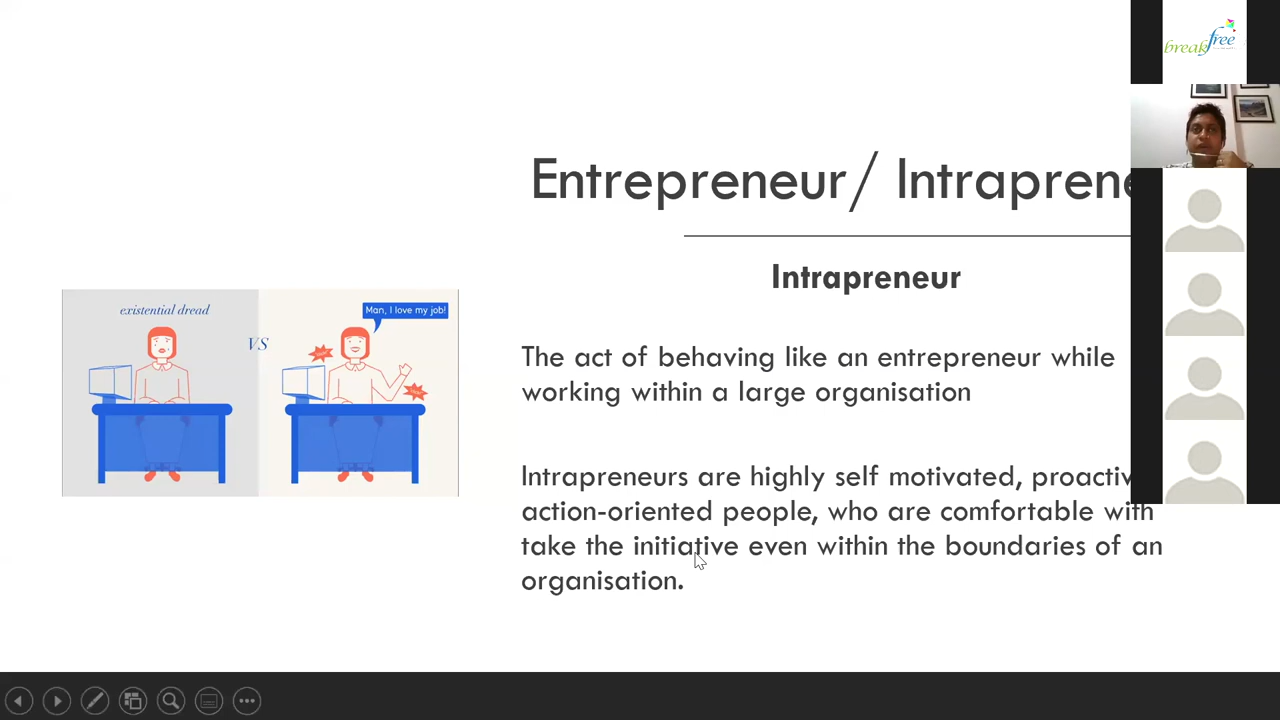 break free
Entrepreneur/ Intraprene
Intrapreneur
existential dread
VS
Man, I love my job!
The act of behaving like an entrepreneur while
working within a large organisation
Intrapreneurs are highly self motivated, proactiv
action-oriented people, who are comfortable with
take the initiative even within the boundaries of an
organisation.